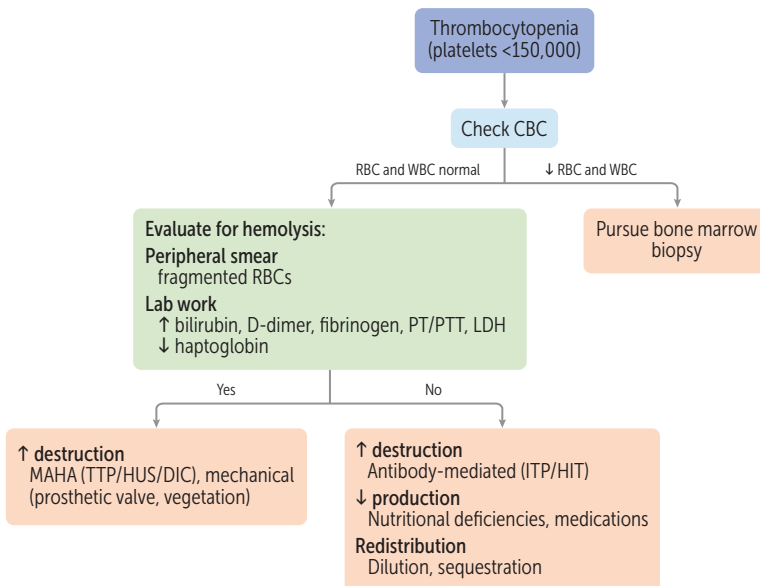 Thrombocytopenia
(platelets <150,000)
Check CBC
RBC and WBC normal
↓ RBC and WBC
Evaluate for hemolysis:
Peripheral smear
fragmented RBCs
Lab work
↑ bilirubin, D-dimer, fibrinogen, PT/PTT, LDH
↓ haptoglobin
Pursue bone marrow
biopsy
Yes
No
↑ destruction
MAHA (TTP/HUS/DIC), mechanical
(prosthetic valve, vegetation)
↑ destruction
Antibody-mediated (ITP/HIT)
↓ production
Nutritional deficiencies, medications
Redistribution
Dilution, sequestration